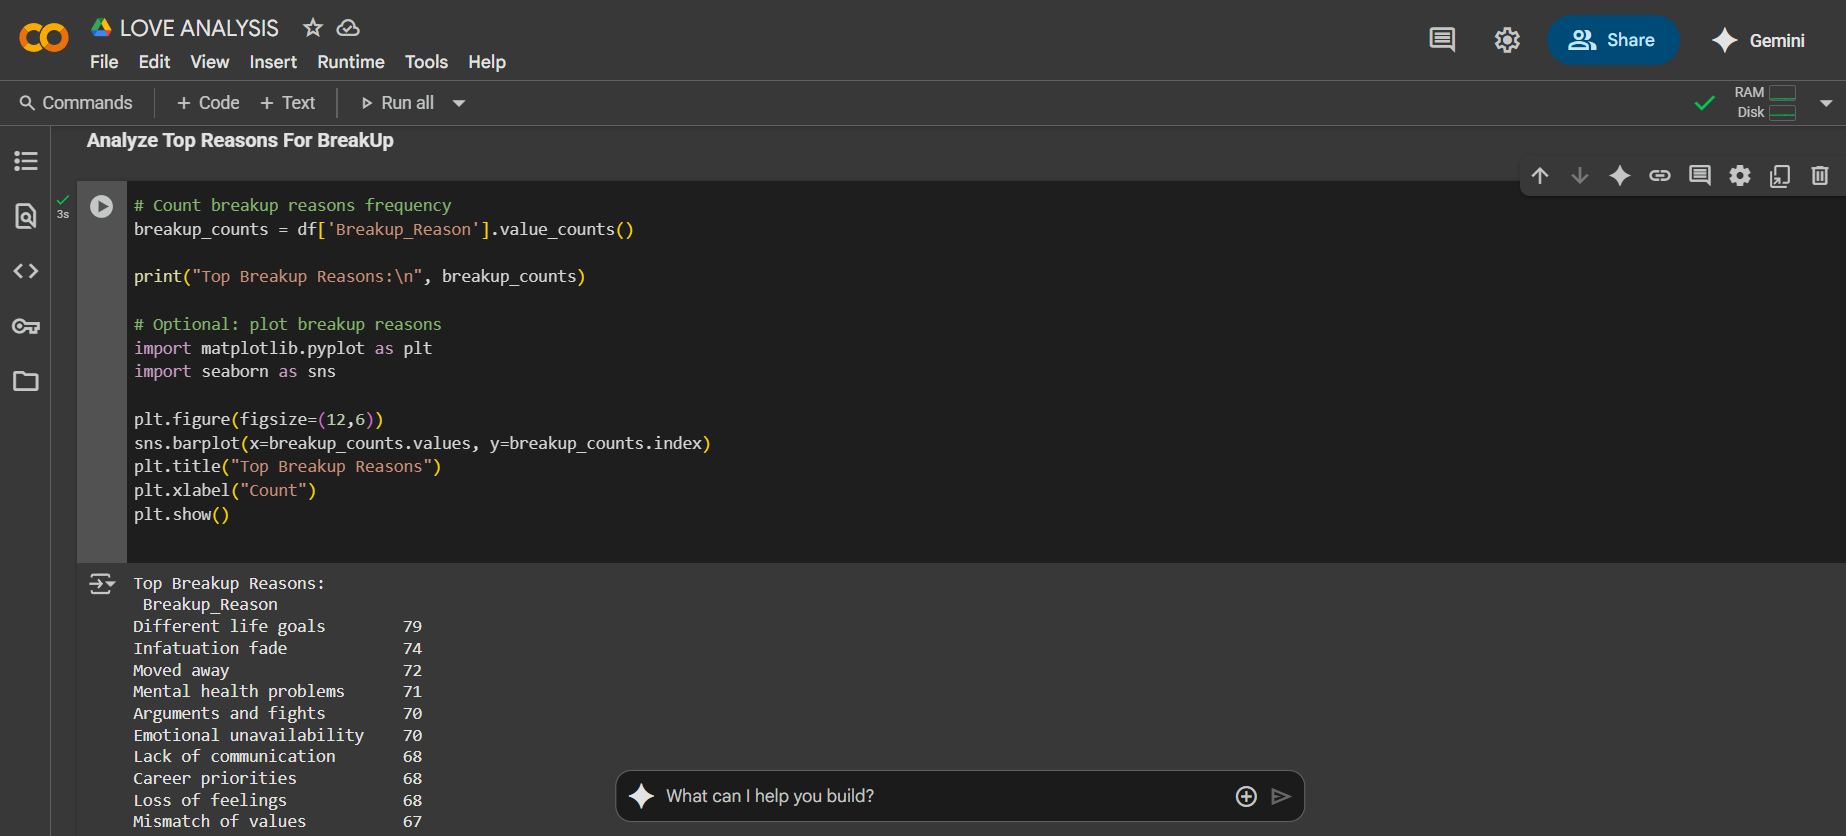 LOVE ANALYSIS
File Edit View Insert Runtime Tools Help
Share
Gemini
Commands + Code + Text Run all
RAM
Disk
Analyze Top Reasons For BreakUp
3s
# Count breakup reasons frequency
breakup_counts = df['Breakup_Reason'].value_counts()
print("Top Breakup Reasons:\n", breakup_counts)
# Optional: plot breakup reasons
import matplotlib.pyplot as plt
import seaborn as sns
plt.figure(figsize=(12,6))
sns.barplot(x=breakup_counts.values, y=breakup_counts.index)
plt.title("Top Breakup Reasons")
plt.xlabel("Count")
plt.show()
Top Breakup Reasons:
Breakup_Reason
Different life goals 79
Infatuation fade 74
Moved away 72
Mental health problems 71
Arguments and fights 70
Emotional unavailability 70
Lack of communication 68
Career priorities 68
Loss of feelings 68
Mismatch of values 67
What can I help you build?